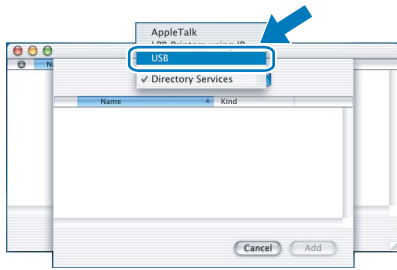 AppleTalk
USB
✓ Directory Services
Name
Kind
Cancel
Add